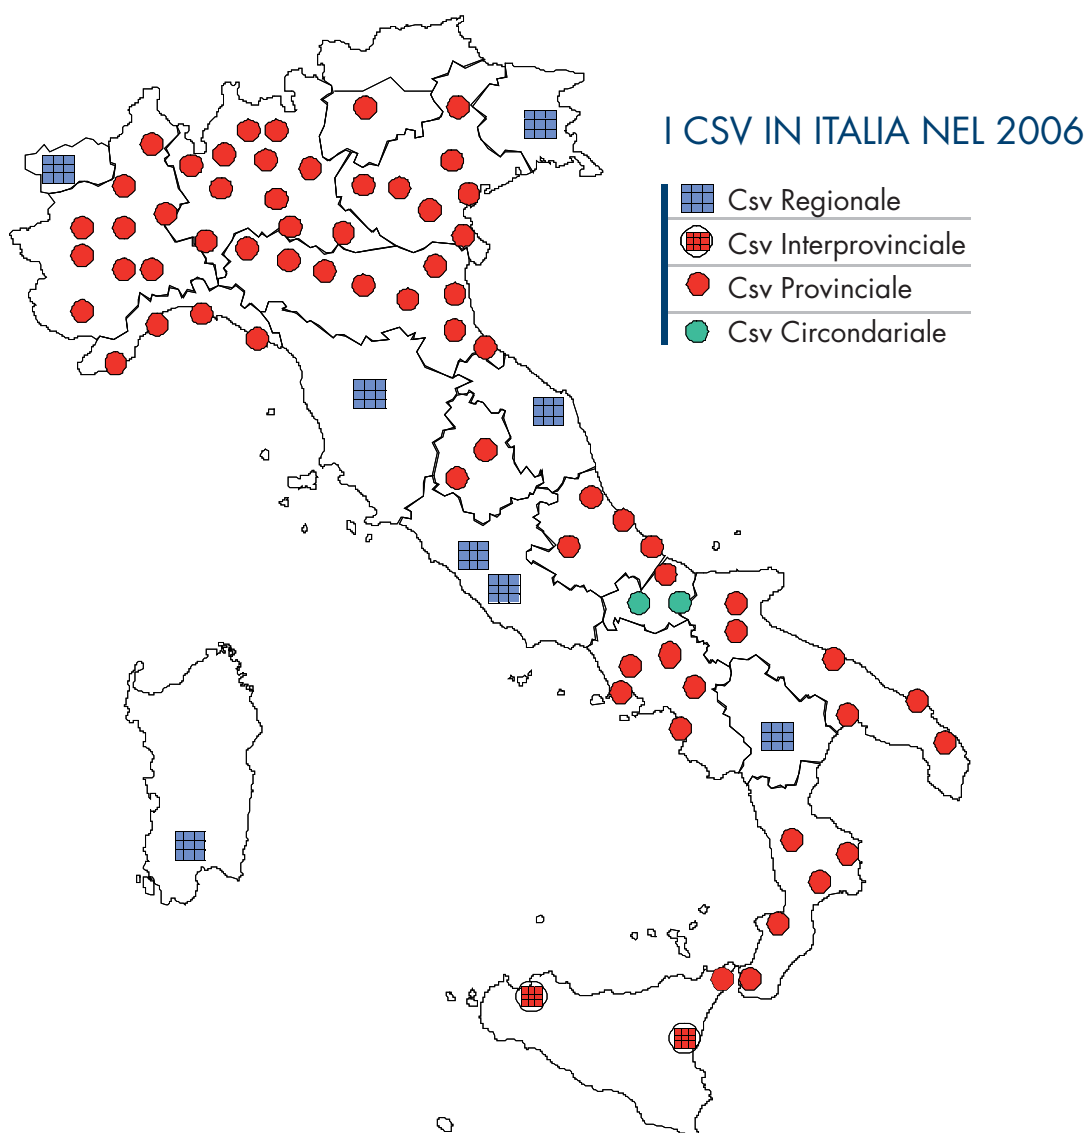 I CSV IN ITALIA NEL 2006
Csv Regionale
Csv Interprovinciale
Csv Provinciale
Csv Circondariale